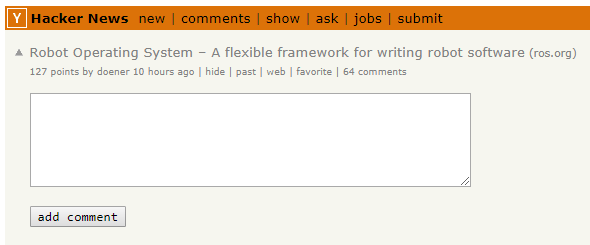 Y Hacker News new | comments | show | ask | jobs | submit
Robot Operating System – A flexible framework for writing robot software (ros.org)
127 points by doener 10 hours ago | hide | past | web | favorite | 64 comments
add comment